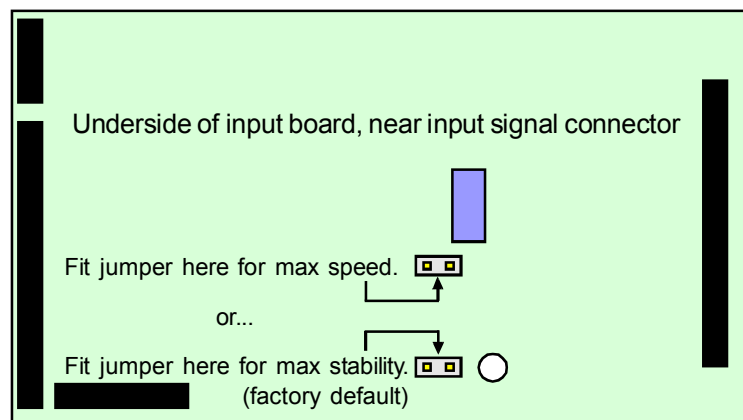 Underside of input board, near input signal connector
Fit jumper here for max speed.
or...
Fit jumper here for max stability.
(factory default)